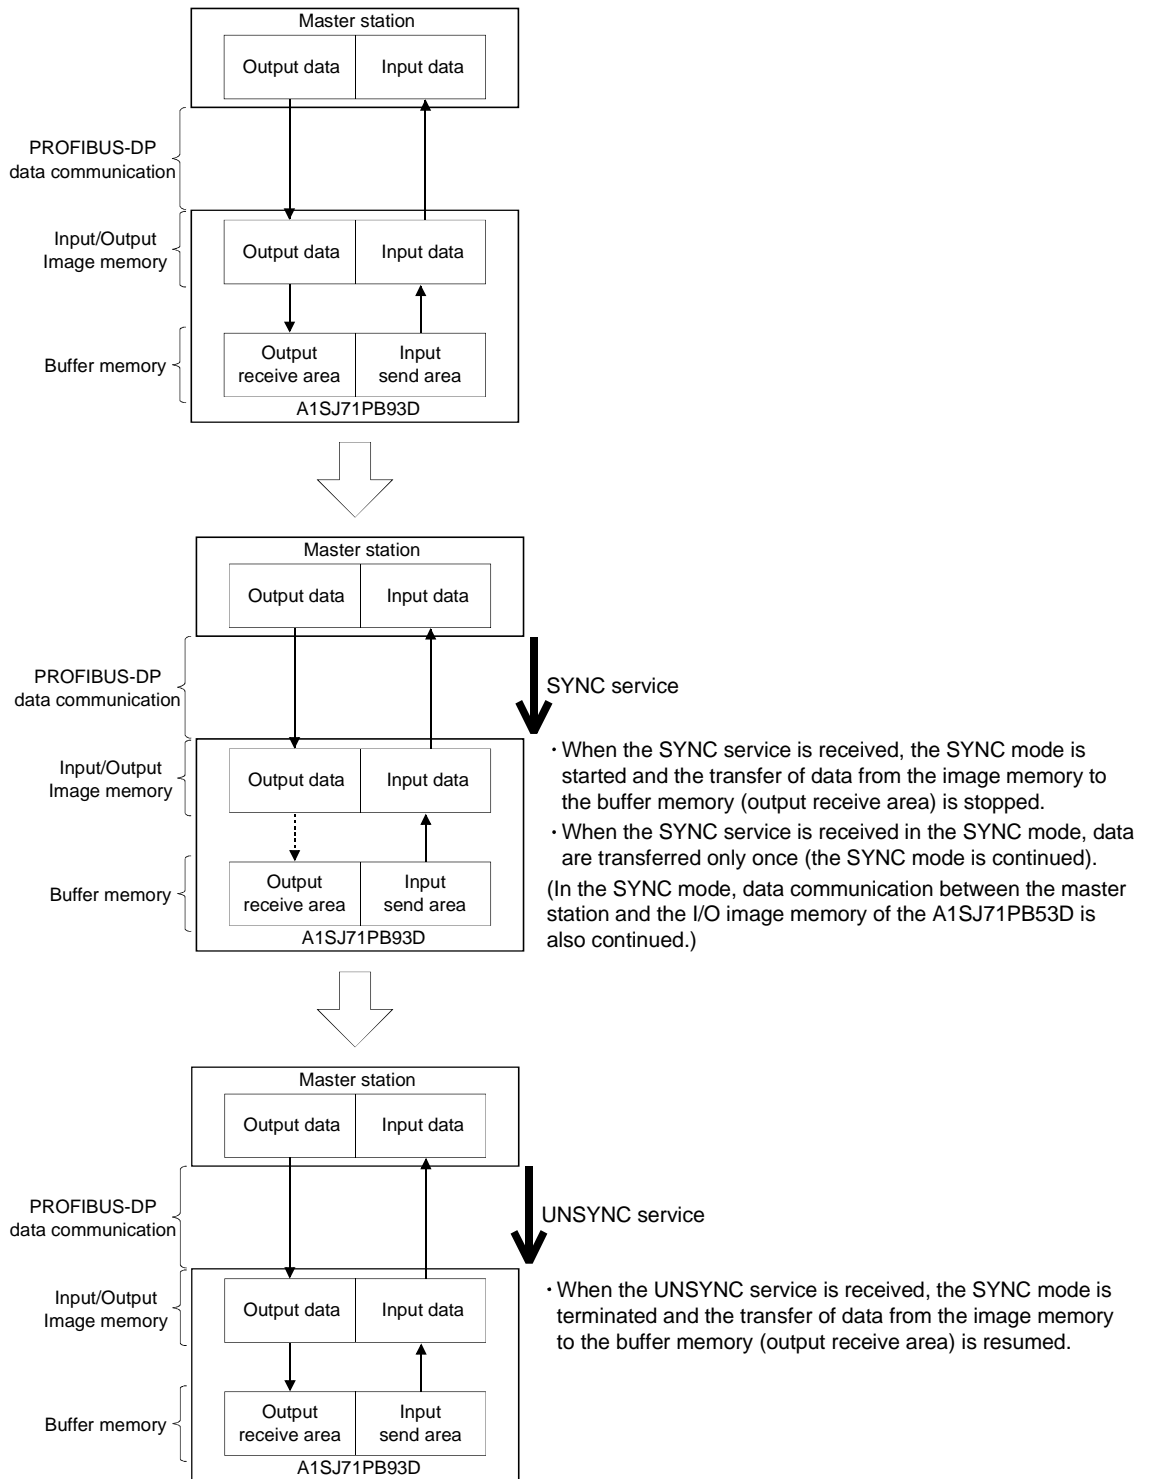 Master station
Output data Input data
PROFIBUS-DP
data communication
Input/Output
Image memory
Output data Input data
Buffer memory
Output
receive area
Input
send area
A1SJ71PB93D
Master station
Output data Input data
PROFIBUS-DP
data communication
SYNC service
Input/Output
Image memory
Output data Input data
· When the SYNC service is received, the SYNC mode is
started and the transfer of data from the image memory to
the buffer memory (output receive area) is stopped.
· When the SYNC service is received in the SYNC mode, data
are transferred only once (the SYNC mode is continued).
(In the SYNC mode, data communication between the master
station and the I/O image memory of the A1SJ71PB53D is
also continued.)
Buffer memory
Output
receive area
Input
send area
A1SJ71PB93D
Master station
Output data Input data
PROFIBUS-DP
data communication
UNSYNC service
Input/Output
Image memory
Output data Input data
· When the UNSYNC service is received, the SYNC mode is
terminated and the transfer of data from the image memory
to the buffer memory (output receive area) is resumed.
Buffer memory
Output
receive area
Input
send area
A1SJ71PB93D